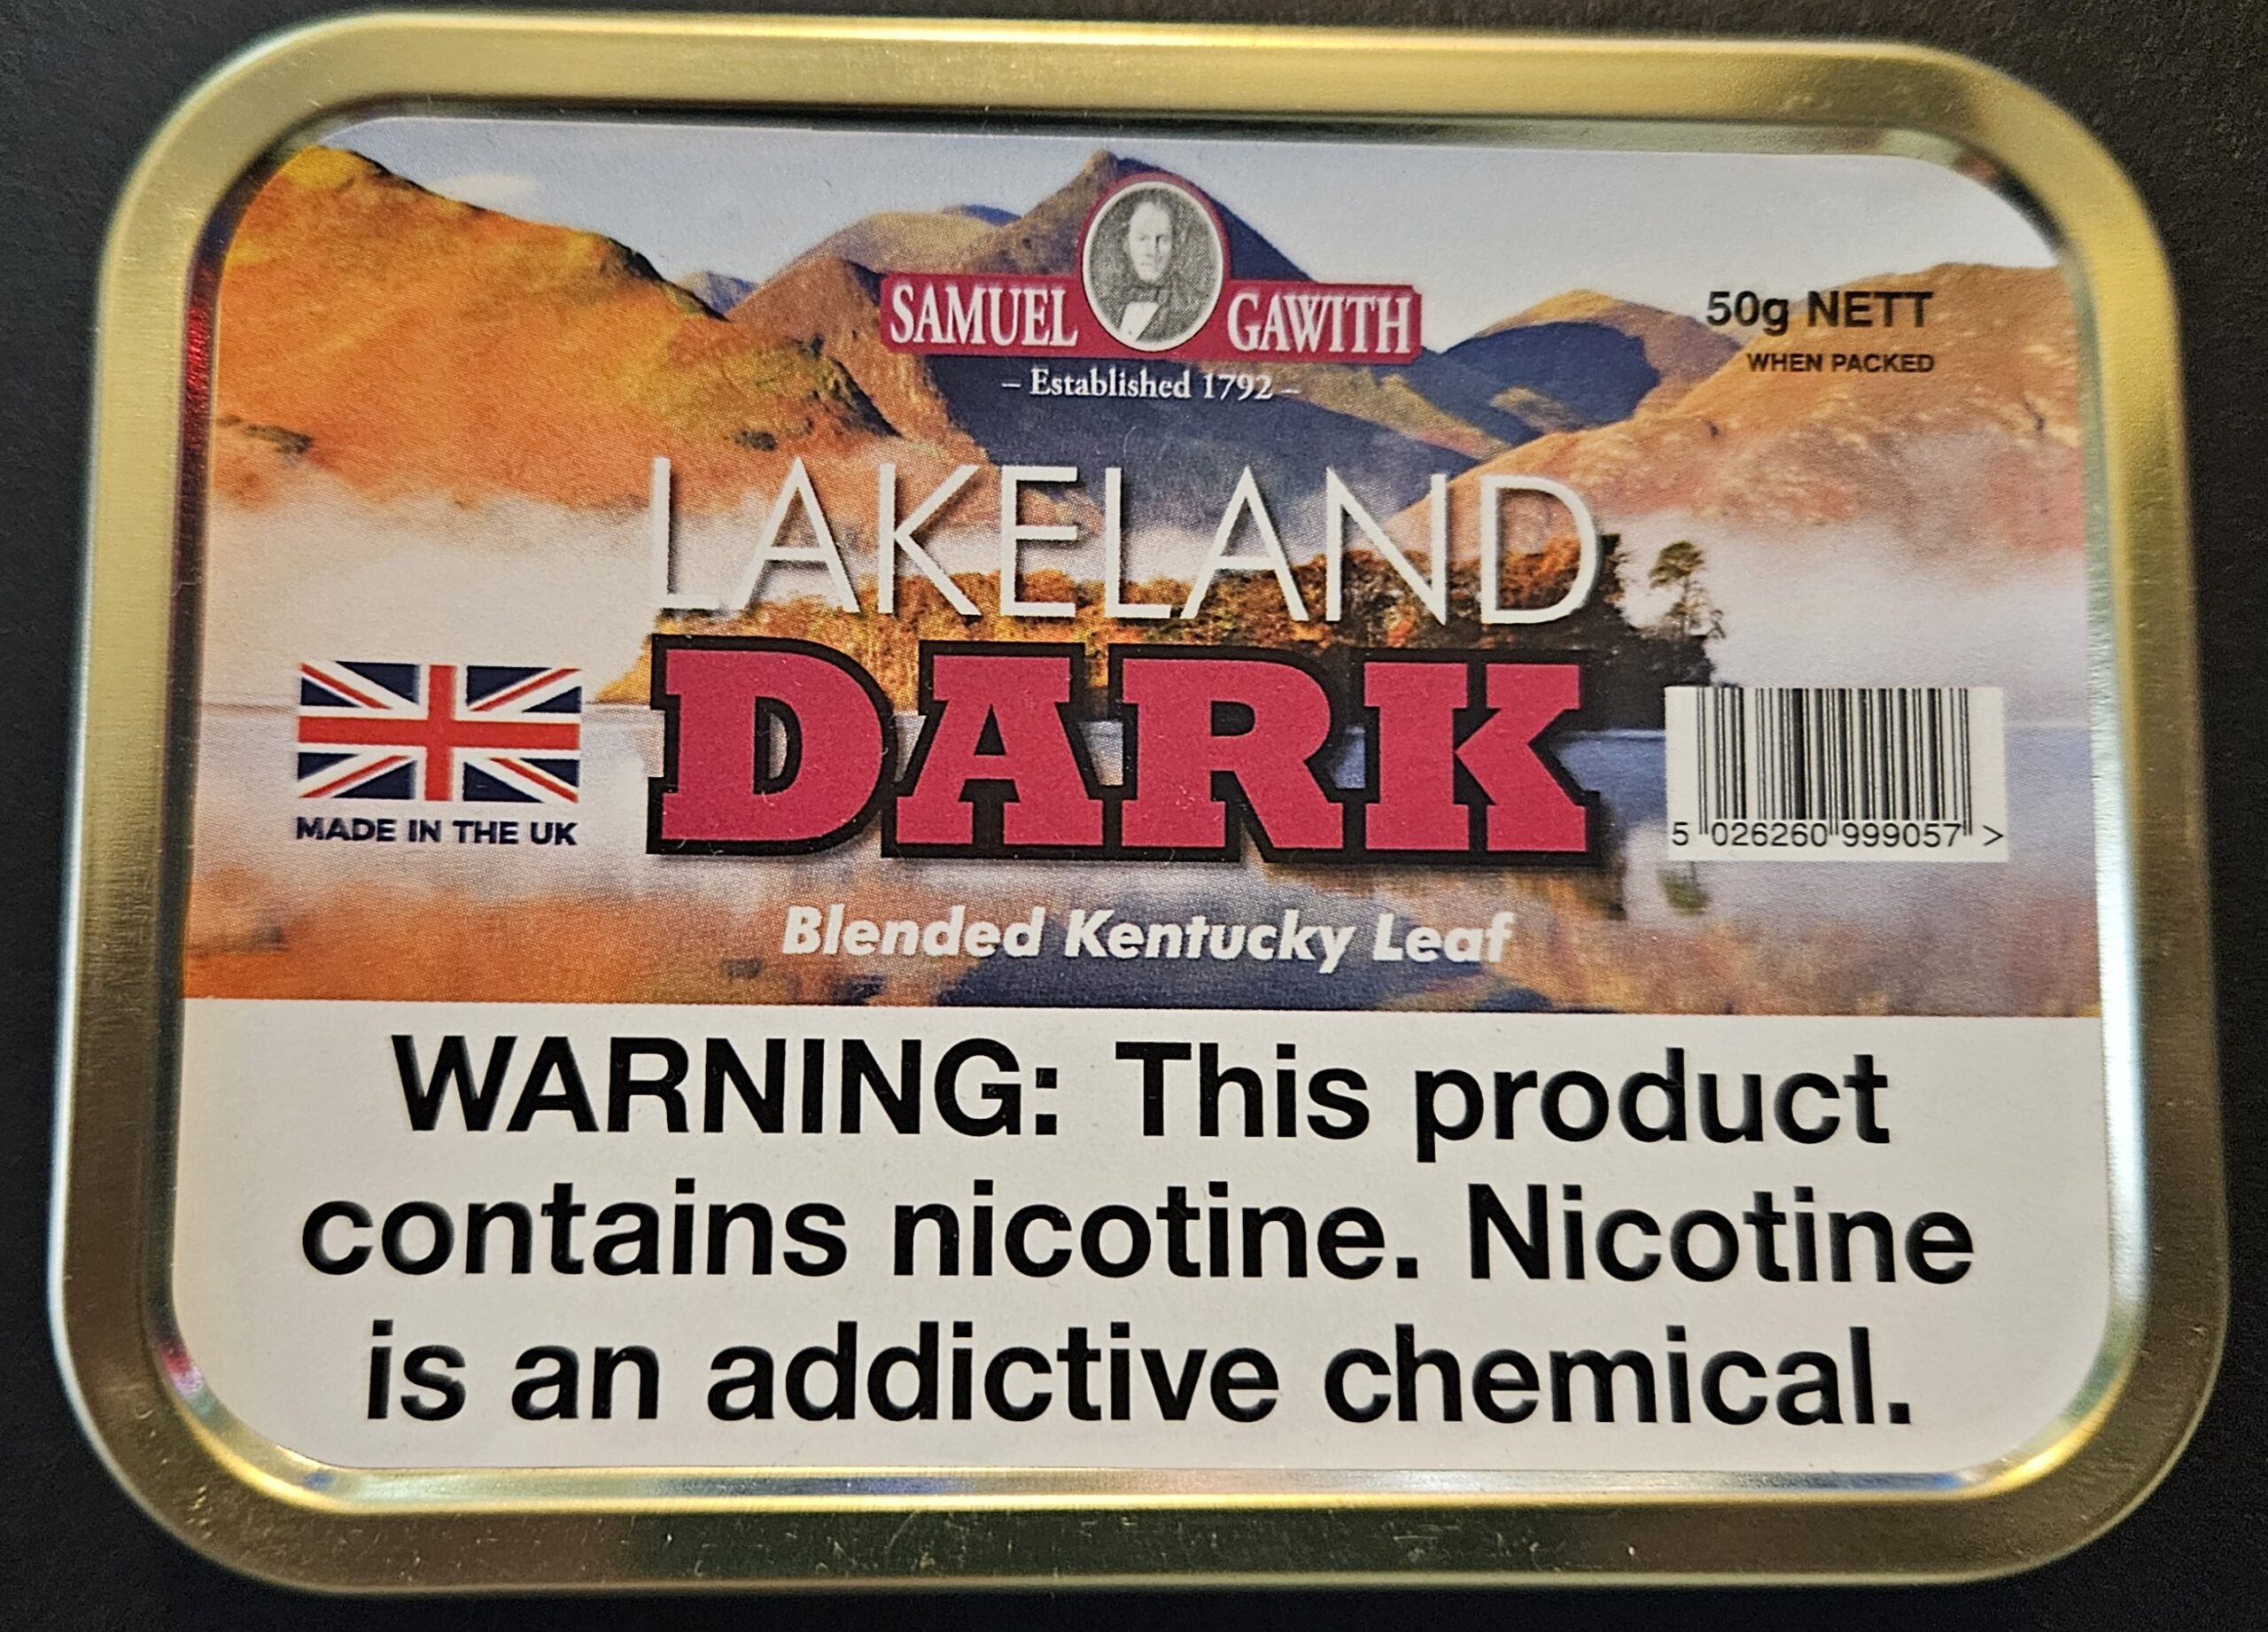 SAMUEL GAWITH
– Established 1792 –
50g NETT
WHEN PACKED
LAKELAND
DARK
MADE IN THE UK
5 026260 999057 >
Blended Kentucky Leaf
WARNING: This product
contains nicotine. Nicotine
is an addictive chemical.